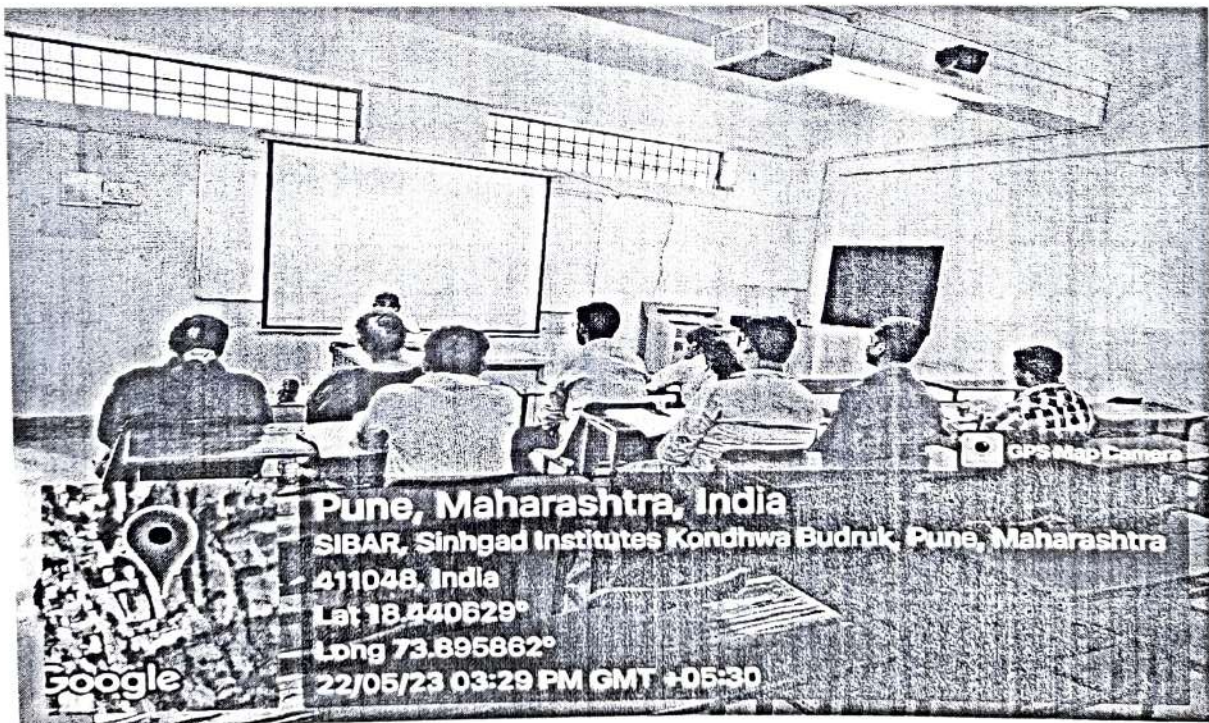 GPS Map Camera
Pune, Maharashtra, India
SIBAR, Sinhgad Institutes Kondhwa Budruk, Pune, Maharashtra
411048, India
Lat 18.440629°
Long 73.895862°
22/05/23 03:29 PM GMT +05:30
Google